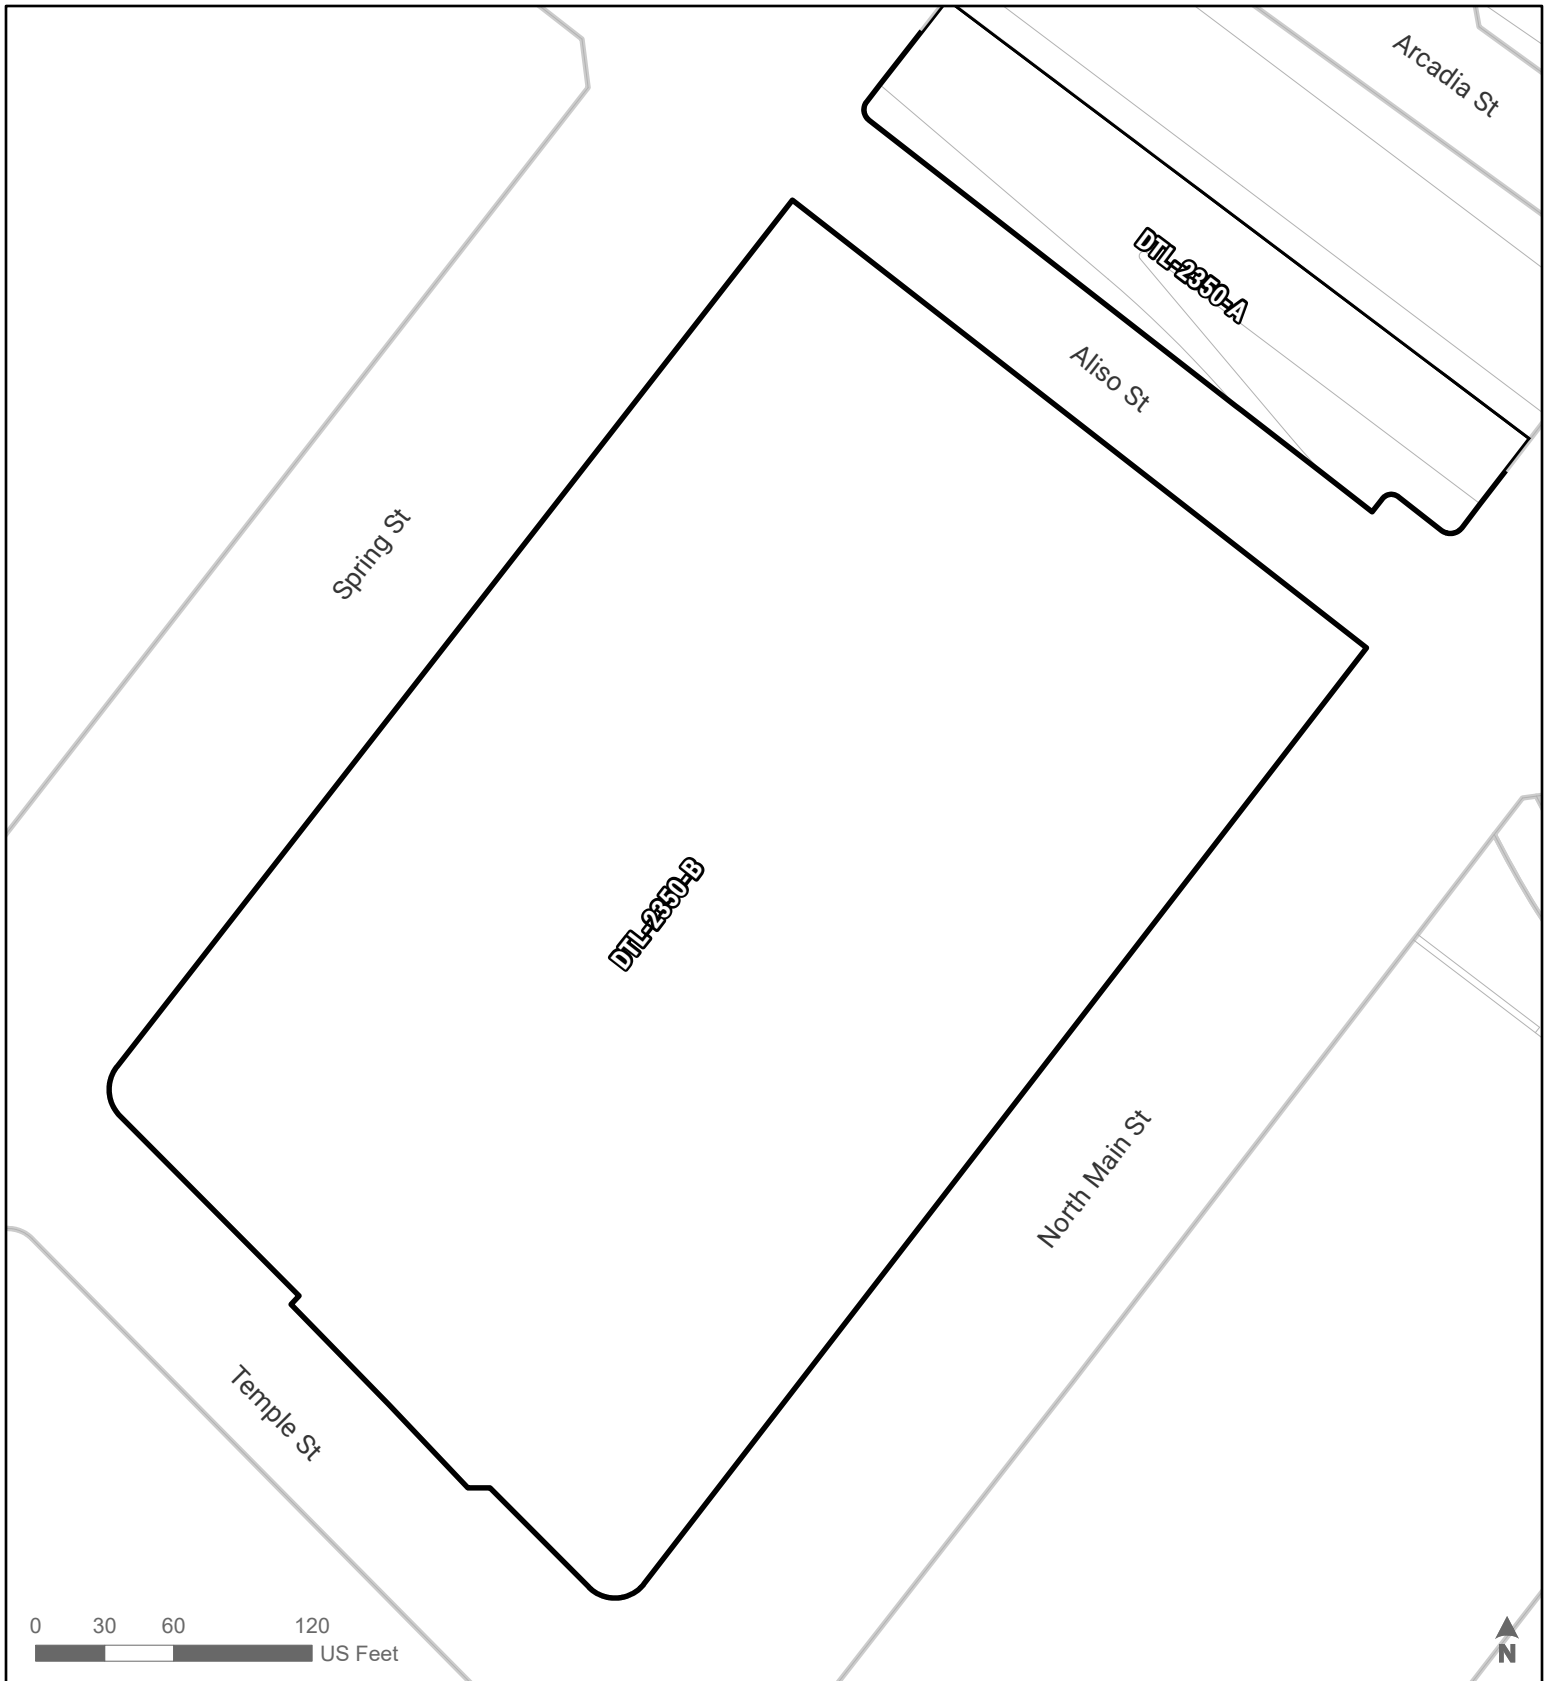 Arcadia St
DTL-2350-A
Aliso St
Spring St
DTL-2350-B
North Main St
Temple St
0 30 60 120
US Feet
N